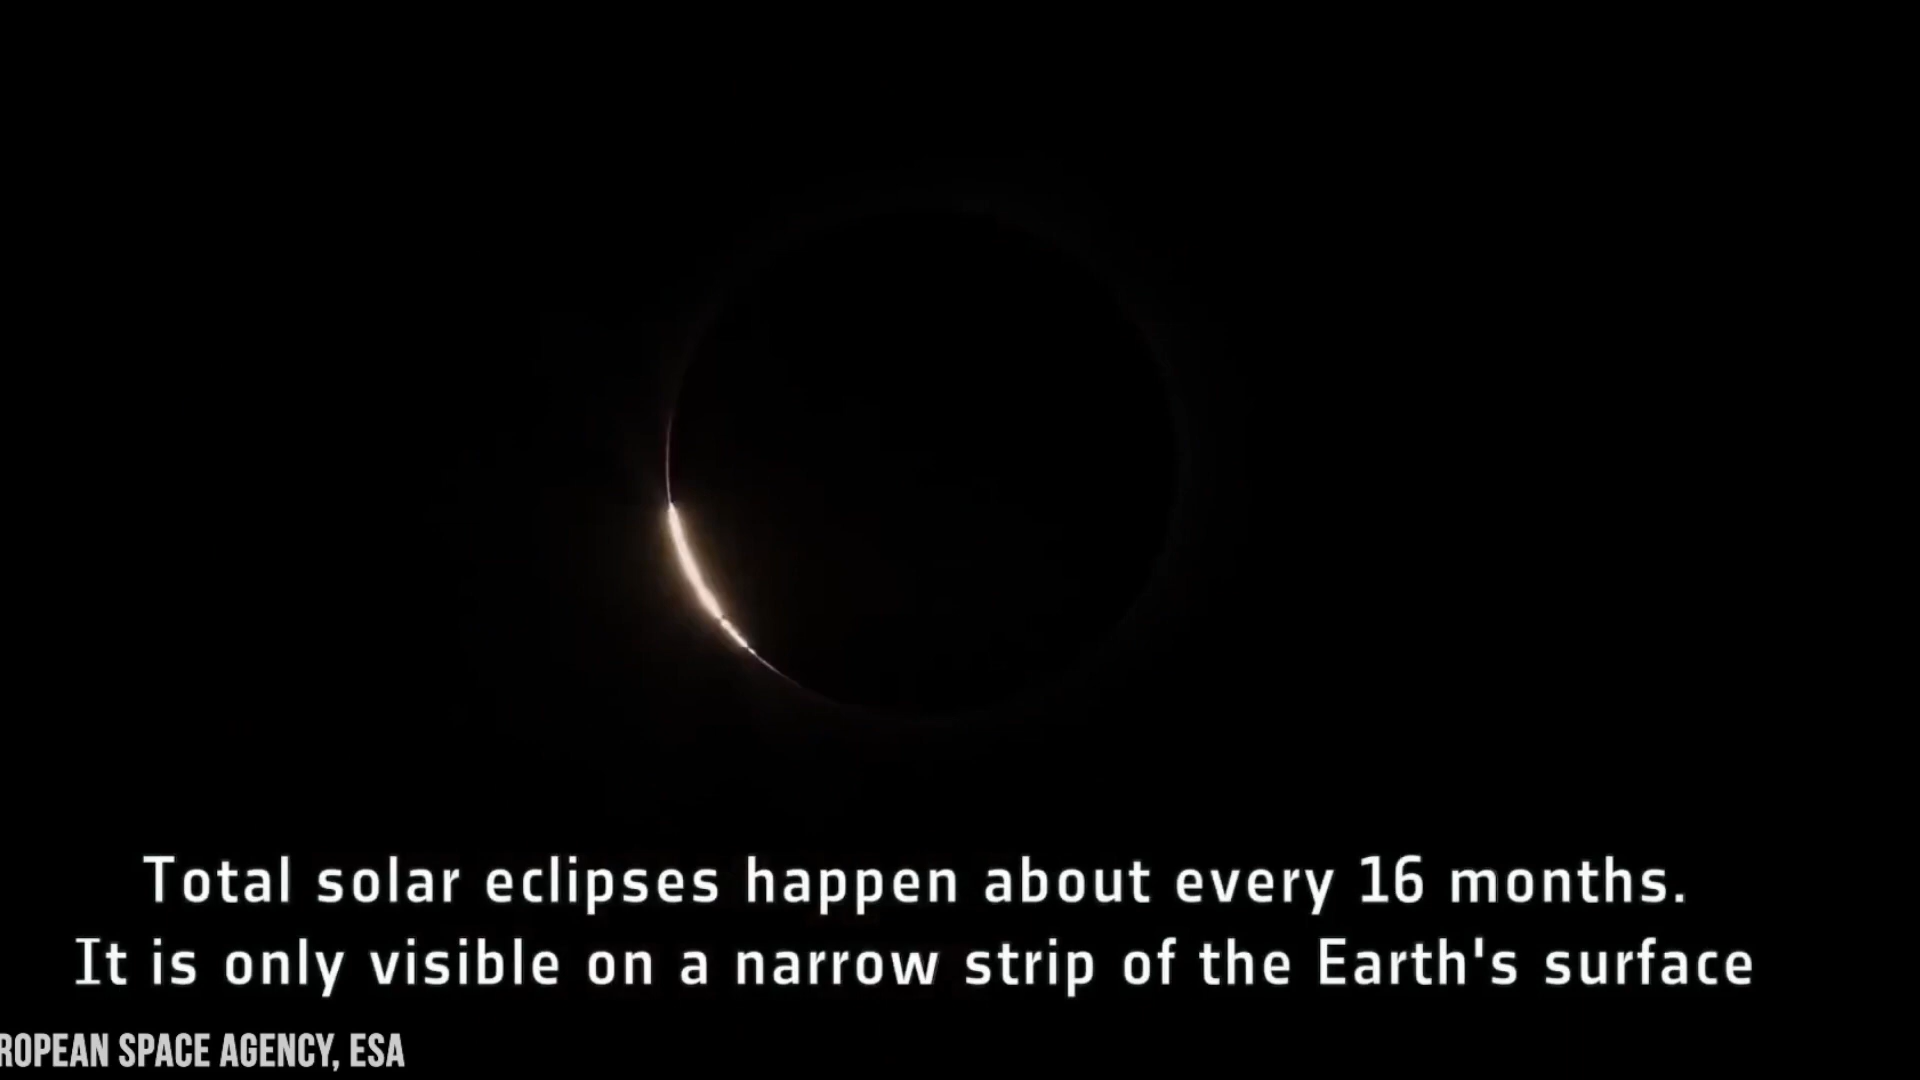 Total solar eclipses happen about every 16 months.
It is only visible on a narrow strip of the Earth's surface
ROPEAN SPACE AGENCY, ESA